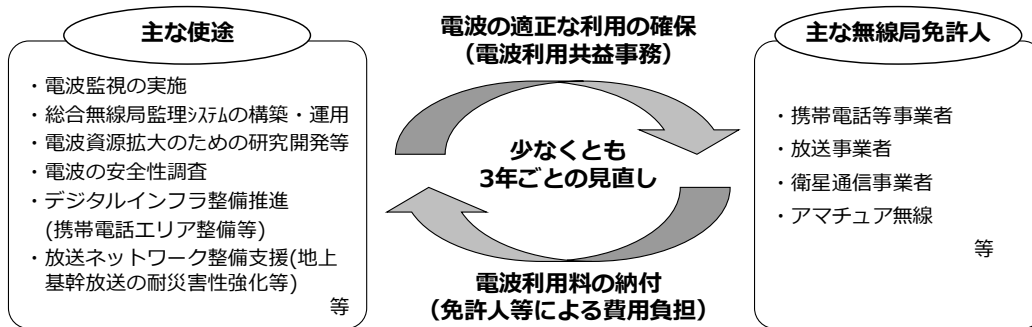 主な使途
・電波監視の実施
・総合無線局監理ｼｽﾃﾑの構築・運用
・電波資源拡大のための研究開発等
・電波の安全性調査
・デジタルインフラ整備推進
(携帯電話エリア整備等)
・放送ネットワーク整備支援(地上
基幹放送の耐災害性強化等)
等
電波の適正な利用の確保
（電波利用共益事務）
少なくとも
3年ごとの見直し
電波利用料の納付
（免許人等による費用負担）
主な無線局免許人
・携帯電話等事業者
・放送事業者
・衛星通信事業者
・アマチュア無線
等